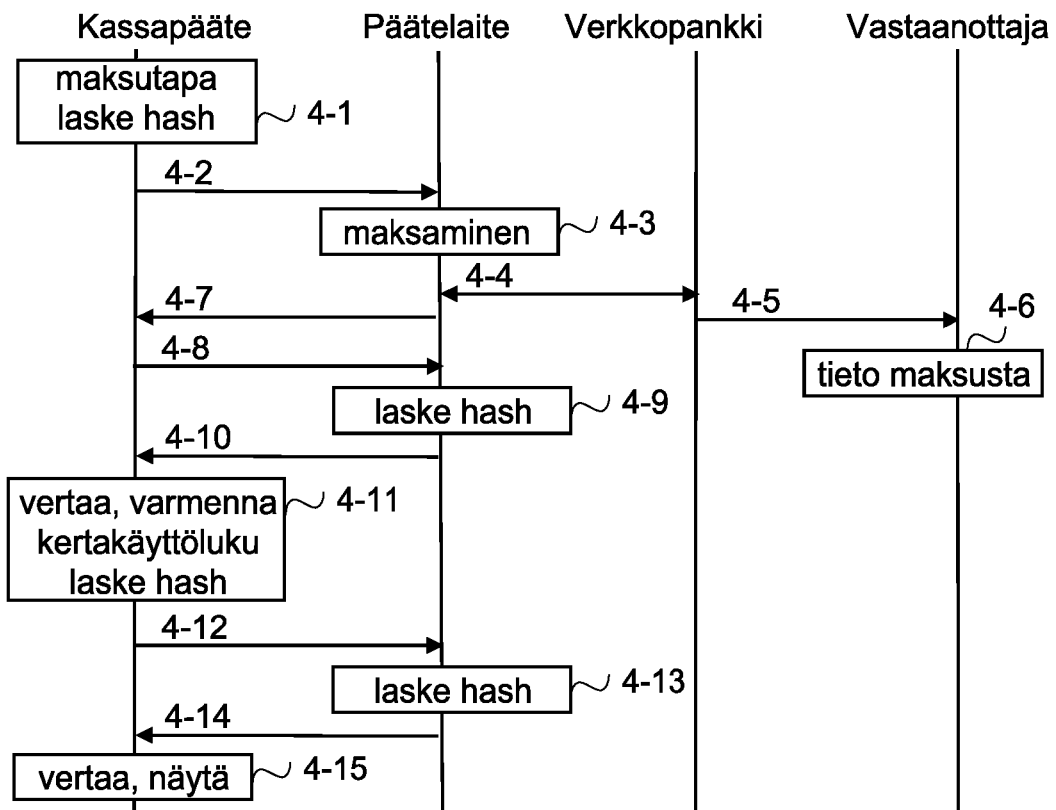 Kassapääte Päätelaite Verkkopankki Vastaanottaja
maksutapa
laske hash
4-1
4-2
maksaminen
4-3
4-4
4-7
4-5
4-6
4-8
tieto maksusta
laske hash
4-9
4-10
vertaa, varmenna
kertakäyttöluku
laske hash
4-11
4-12
laske hash
4-13
4-14
vertaa, näytä
4-15